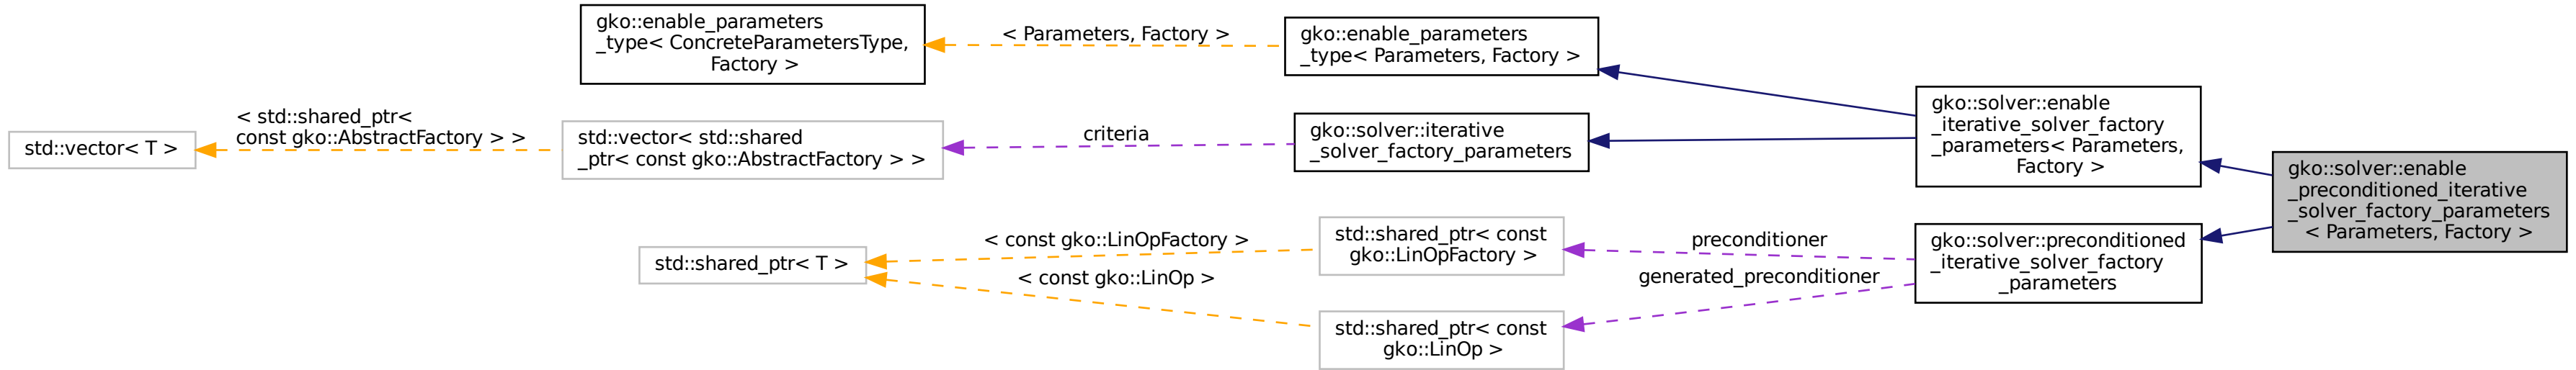 gko::enable_parameters
_type< ConcreteParametersType,
Factory >
< Parameters, Factory >
gko::enable_parameters
_type< Parameters, Factory >
std::vector< T >
< std::shared_ptr<
const gko::AbstractFactory > >
std::vector< std::shared
_ptr< const gko::AbstractFactory > >
criteria
gko::solver::iterative
_solver_factory_parameters
gko::solver::enable
_iterative_solver_factory
_parameters< Parameters,
Factory >
gko::solver::enable
_preconditioned_iterative
_solver_factory_parameters
< Parameters, Factory >
std::shared_ptr< T >
< const gko::LinOpFactory >
< const gko::LinOp >
std::shared_ptr< const
gko::LinOpFactory >
std::shared_ptr< const
gko::LinOp >
preconditioner
generated_preconditioner
gko::solver::preconditioned
_iterative_solver_factory
_parameters